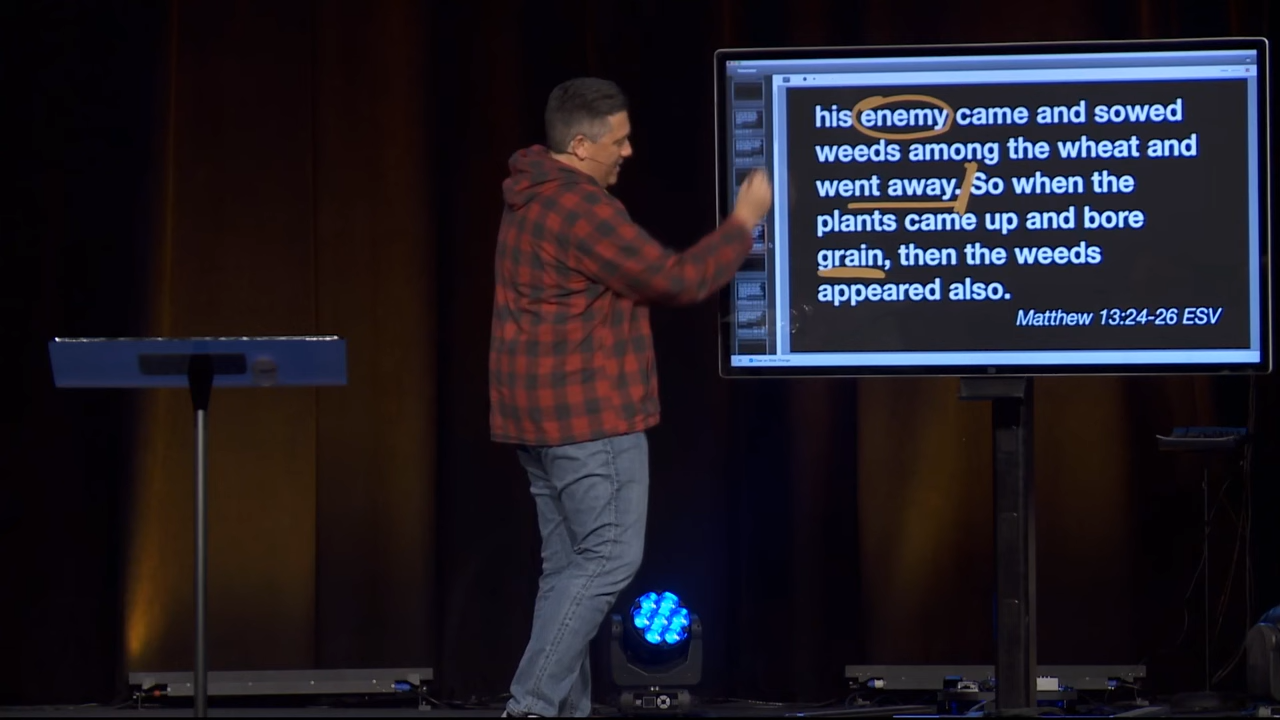 his enemy came and sowed
weeds among the wheat and
went away. So when the
plants came up and bore
grain, then the weeds
appeared also.
Matthew 13:24-26 ESV